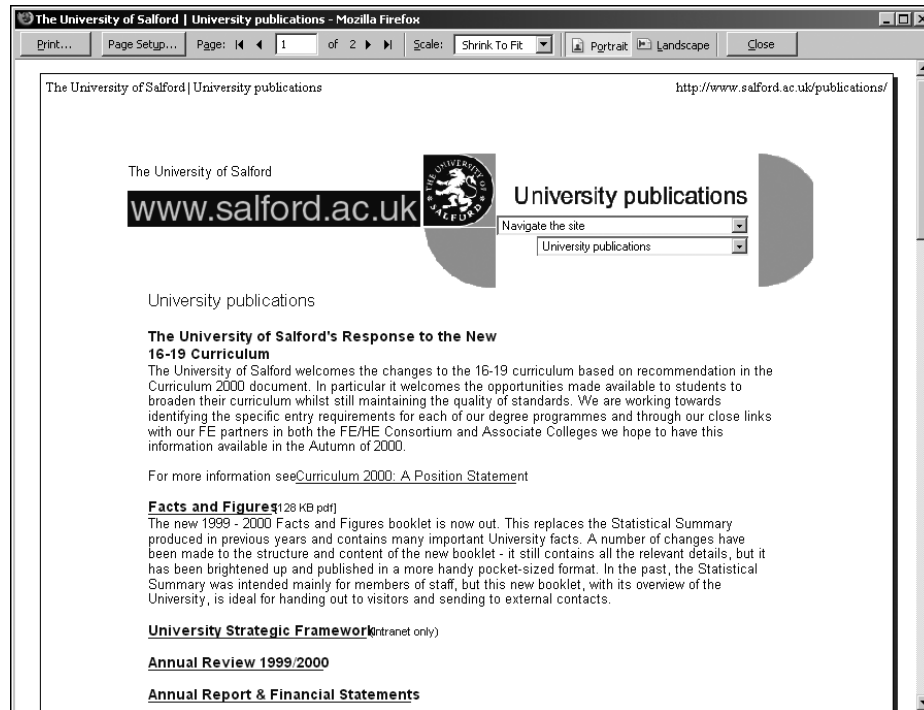 The University of Salford | University publications - Mozilla Firefox
Print... Page Setup... Page: 1 of 2 Scale: Shrink To Fit Portrait Landscape Close
The University of Salford | University publications http://www.salford.ac.uk/publications/
The University of Salford
www.salford.ac.uk
THE UNIVERSITY OF SALFORD
University publications
Navigate the site
University publications
University publications
The University of Salford's Response to the New
16-19 Curriculum
The University of Salford welcomes the changes to the 16-19 curriculum based on recommendation in the
Curriculum 2000 document. In particular it welcomes the opportunities made available to students to
broaden their curriculum whilst still maintaining the quality of standards. We are working towards
identifying the specific entry requirements for each of our degree programmes and through our close links
with our FE partners in both the FE/HE Consortium and Associate Colleges we hope to have this
information available in the Autumn of 2000.
For more information seeCurriculum 2000: A Position Statement
Facts and Figures[128 KB pdf]
The new 1999 - 2000 Facts and Figures booklet is now out. This replaces the Statistical Summary
produced in previous years and contains many important University facts. A number of changes have
been made to the structure and content of the new booklet - it still contains all the relevant details, but it
has been brightened up and published in a more handy pocket-sized format. In the past, the Statistical
Summary was intended mainly for members of staff, but this new booklet, with its overview of the
University, is ideal for handing out to visitors and sending to external contacts.
University Strategic Framework(Intranet only)
Annual Review 1999/2000
Annual Report & Financial Statements